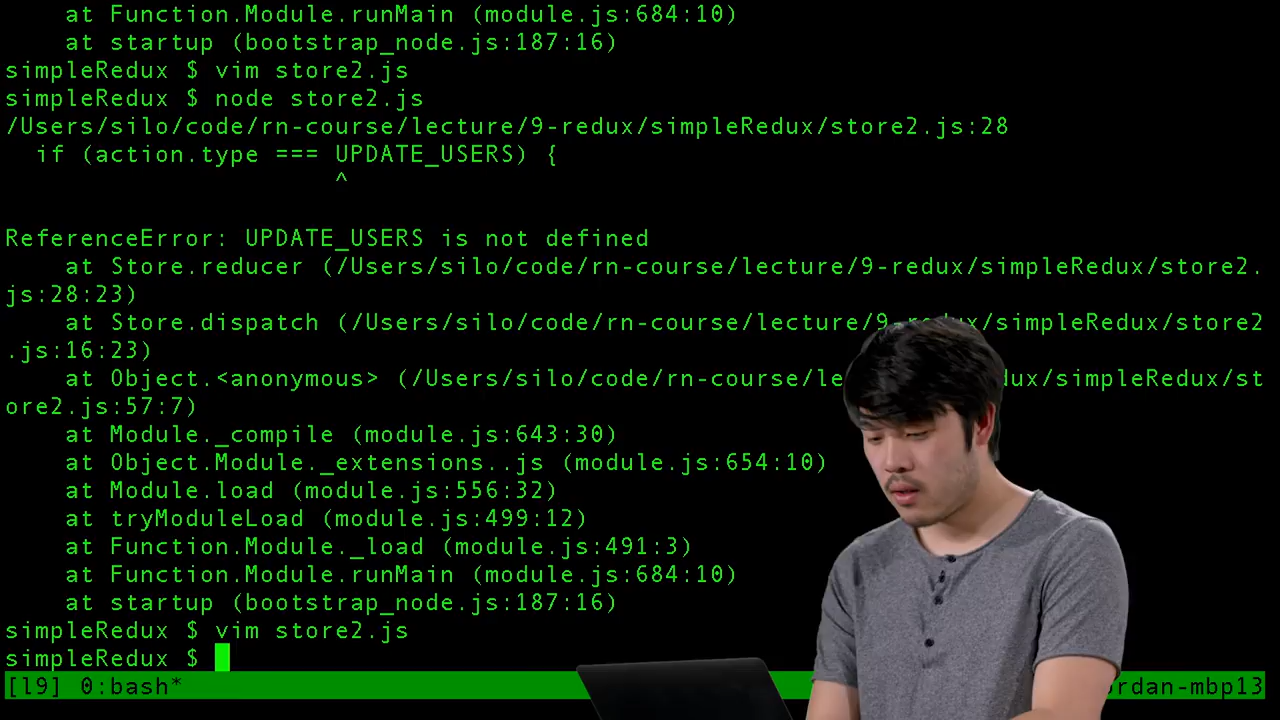 at Function.Module.runMain (module.js:684:10)
    at startup (bootstrap_node.js:187:16)
simpleRedux $ vim store2.js
simpleRedux $ node store2.js
/Users/silo/code/rn-course/lecture/9-redux/simpleRedux/store2.js:28
  if (action.type === UPDATE_USERS) {
                      ^
ReferenceError: UPDATE_USERS is not defined
    at Store.reducer (/Users/silo/code/rn-course/lecture/9-redux/simpleRedux/store2.
js:28:23)
    at Store.dispatch (/Users/silo/code/rn-course/lecture/9-redux/simpleRedux/store2
.js:16:23)
    at Object.<anonymous> (/Users/silo/code/rn-course/le dux/simpleRedux/st
ore2.js:57:7)
    at Module._compile (module.js:643:30)
    at Object.Module._extensions..js (module.js:654:10)
    at Module.load (module.js:556:32)
    at tryModuleLoad (module.js:499:12)
    at Function.Module._load (module.js:491:3)
    at Function.Module.runMain (module.js:684:10)
    at startup (bootstrap_node.js:187:16)
simpleRedux $ vim store2.js
simpleRedux $
[l9] 0:bash* rdan-mbp13